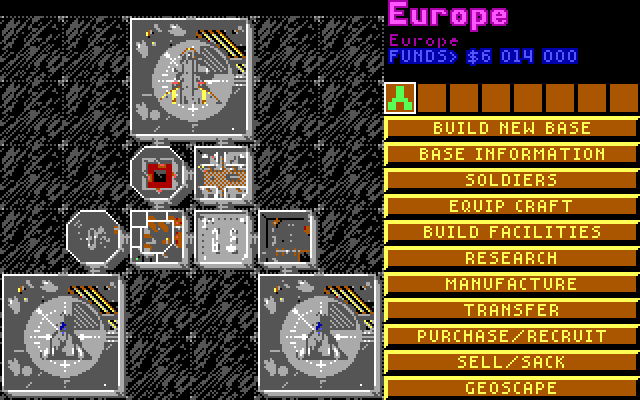 Europe
Europe
FUNDS> $6 014 000
BUILD NEW BASE
BASE INFORMATION
SOLDIERS
EQUIP CRAFT
BUILD FACILITIES
RESEARCH
MANUFACTURE
TRANSFER
PURCHASE/RECRUIT
SELL/SACK
GEOSCAPE